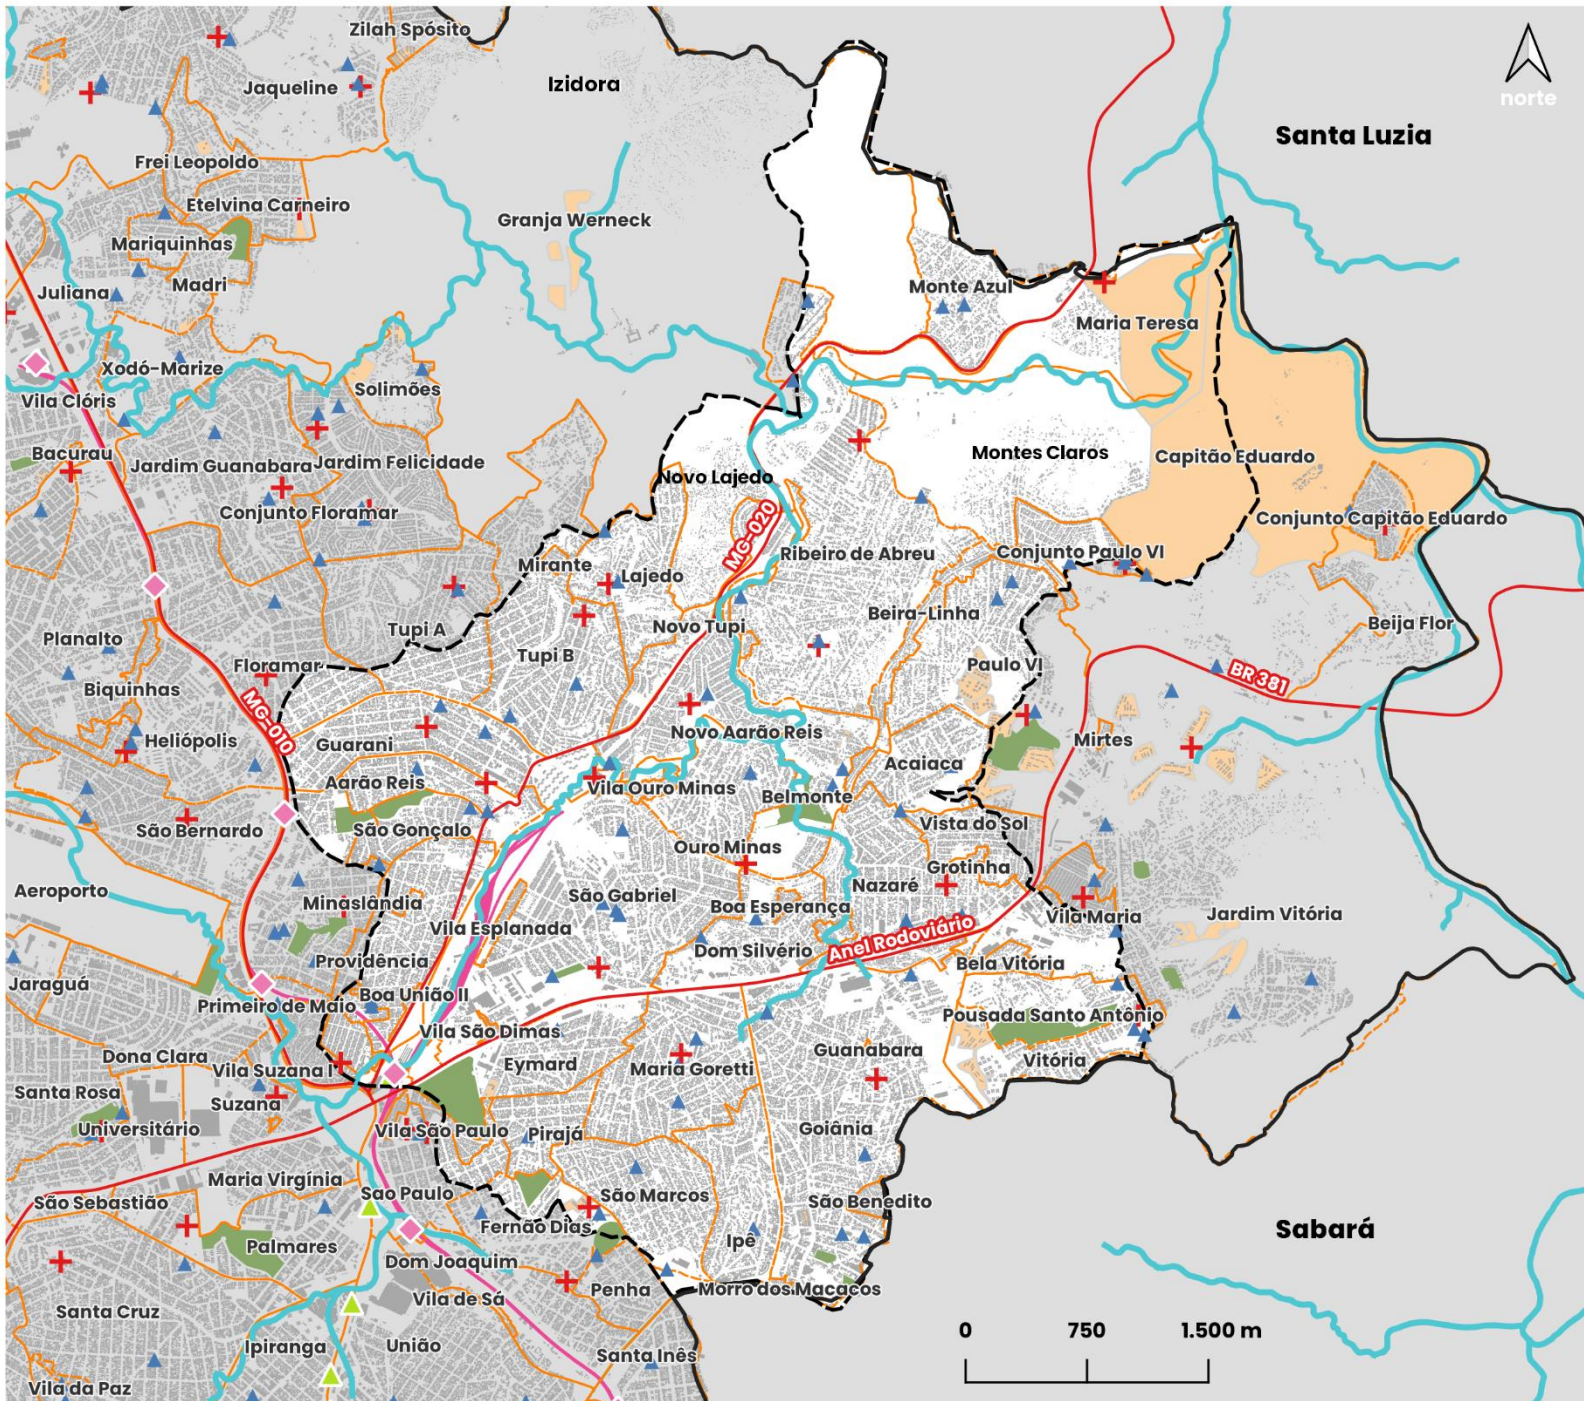 Zilah Spósito
Izidora
Jaqueline
norte
Santa Luzia
Frei Leopoldo
Etelvina Carneiro
Granja Werneck
Mariquinhas
Madri
Juliana
Monte Azul
Maria Teresa
Xodó-Marize
Solimões
Vila Clóris
Bacurau
Jardim Guanabara
Jardim Felicidade
Montes Claros
Capitão Eduardo
Novo Lajedo
Conjunto Floramar
MG-020
Conjunto Capitão Eduardo
Ribeiro de Abreu
Conjunto Paulo VI
Mirante
Lajedo
Beira-Linha
Beija Flor
Tupi A
Novo Tupi
Planalto
Tupi B
Floramar
Paulo VI
BR 381
Biquinhas
MG-010
Heliópolis
Guarani
Novo Aarão Reis
Mirtes
Acaiaca
Aarão Reis
Vila Ouro Minas
Belmonte
São Bernardo
São Gonçalo
Vista do Sol
Ouro Minas
Grotinha
Aeroporto
Nazaré
Minaslândia
São Gabriel
Boa Esperança
Vila Maria
Jardim Vitória
Vila Esplanada
Dom Silvério
Anel Rodoviário
Providência
Bela Vitória
Jaraguá
Boa União II
Primeiro de Maio
Pousada Santo Antônio
Vila São Dimas
Dona Clara
Guanabara
Vitória
Vila Suzana I
Eymard
Maria Goretti
Santa Rosa
Suzana
Universitário
Vila São Paulo
Pirajá
Goiânia
Maria Virgínia
São Sebastião
Sao Paulo
São Marcos
São Benedito
Fernão Dias
Sabará
Palmares
Ipê
Dom Joaquim
Penha
Morro dos Macacos
Vila de Sá
Santa Cruz
0 750 1.500 m
Ipiranga
União
Santa Inês
Vila da Paz